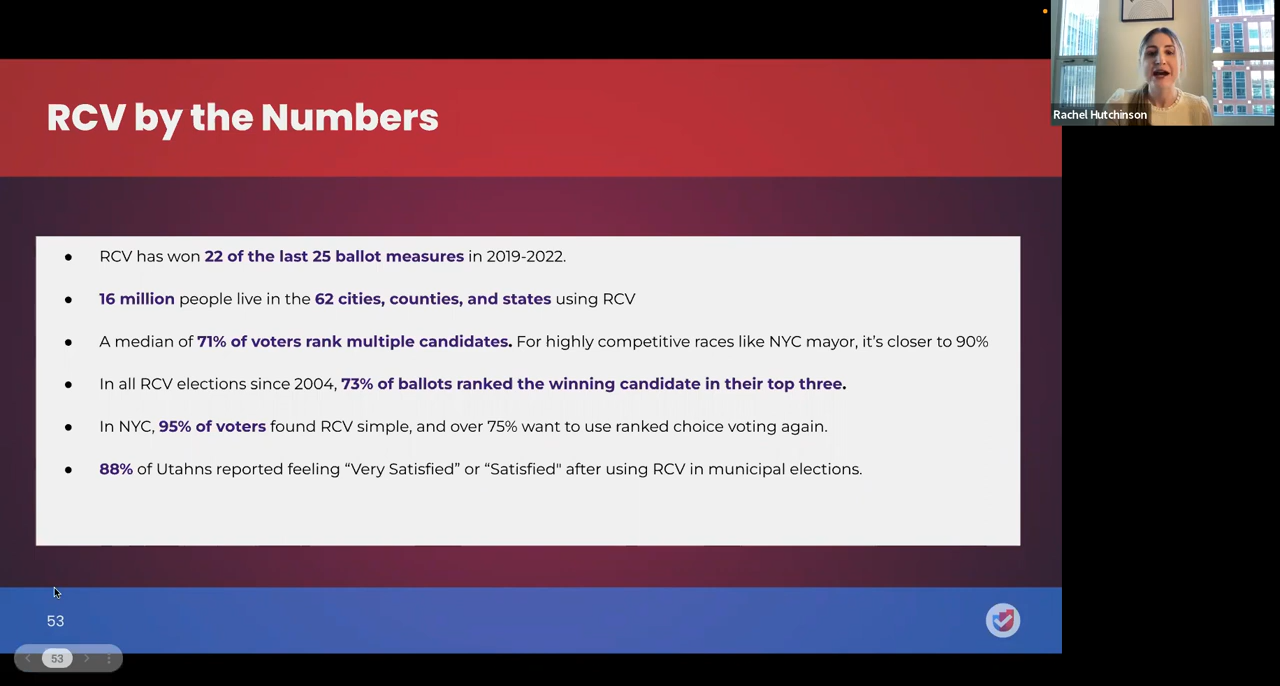 RCV by the Numbers
Rachel Hutchinson
● RCV has won 22 of the last 25 ballot measures in 2019-2022.
● 16 million people live in the 62 cities, counties, and states using RCV
● A median of 71% of voters rank multiple candidates. For highly competitive races like NYC mayor, it’s closer to 90%
● In all RCV elections since 2004, 73% of ballots ranked the winning candidate in their top three.
● In NYC, 95% of voters found RCV simple, and over 75% want to use ranked choice voting again.
● 88% of Utahns reported feeling “Very Satisfied” or “Satisfied" after using RCV in municipal elections.
53
53